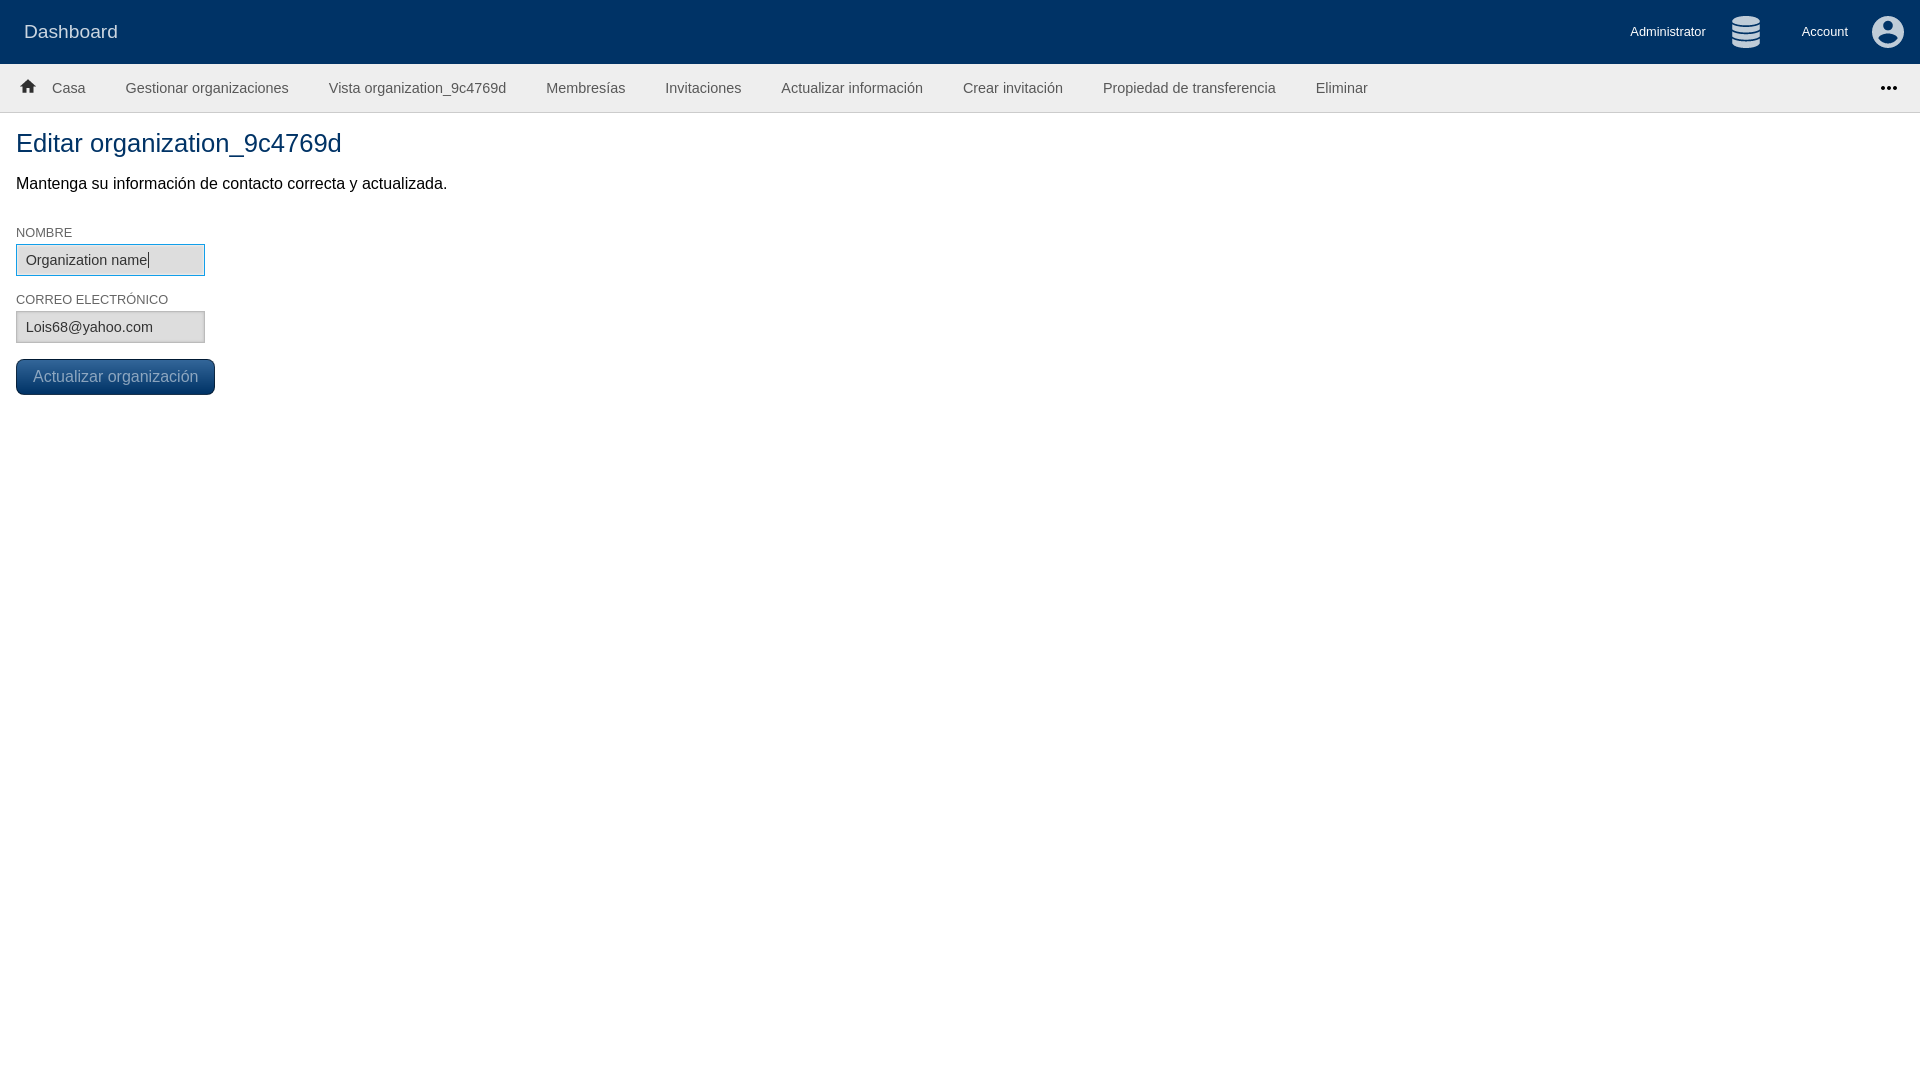 Dashboard
Administrator
Account
Casa
Gestionar organizaciones
Vista organization_9c4769d
Membresías
Invitaciones
Actualizar información
Crear invitación
Propiedad de transferencia
Eliminar
Editar organization_9c4769d
Mantenga su información de contacto correcta y actualizada.
NOMBRE
Organization name
CORREO ELECTRÓNICO
Lois68@yahoo.com
Actualizar organización